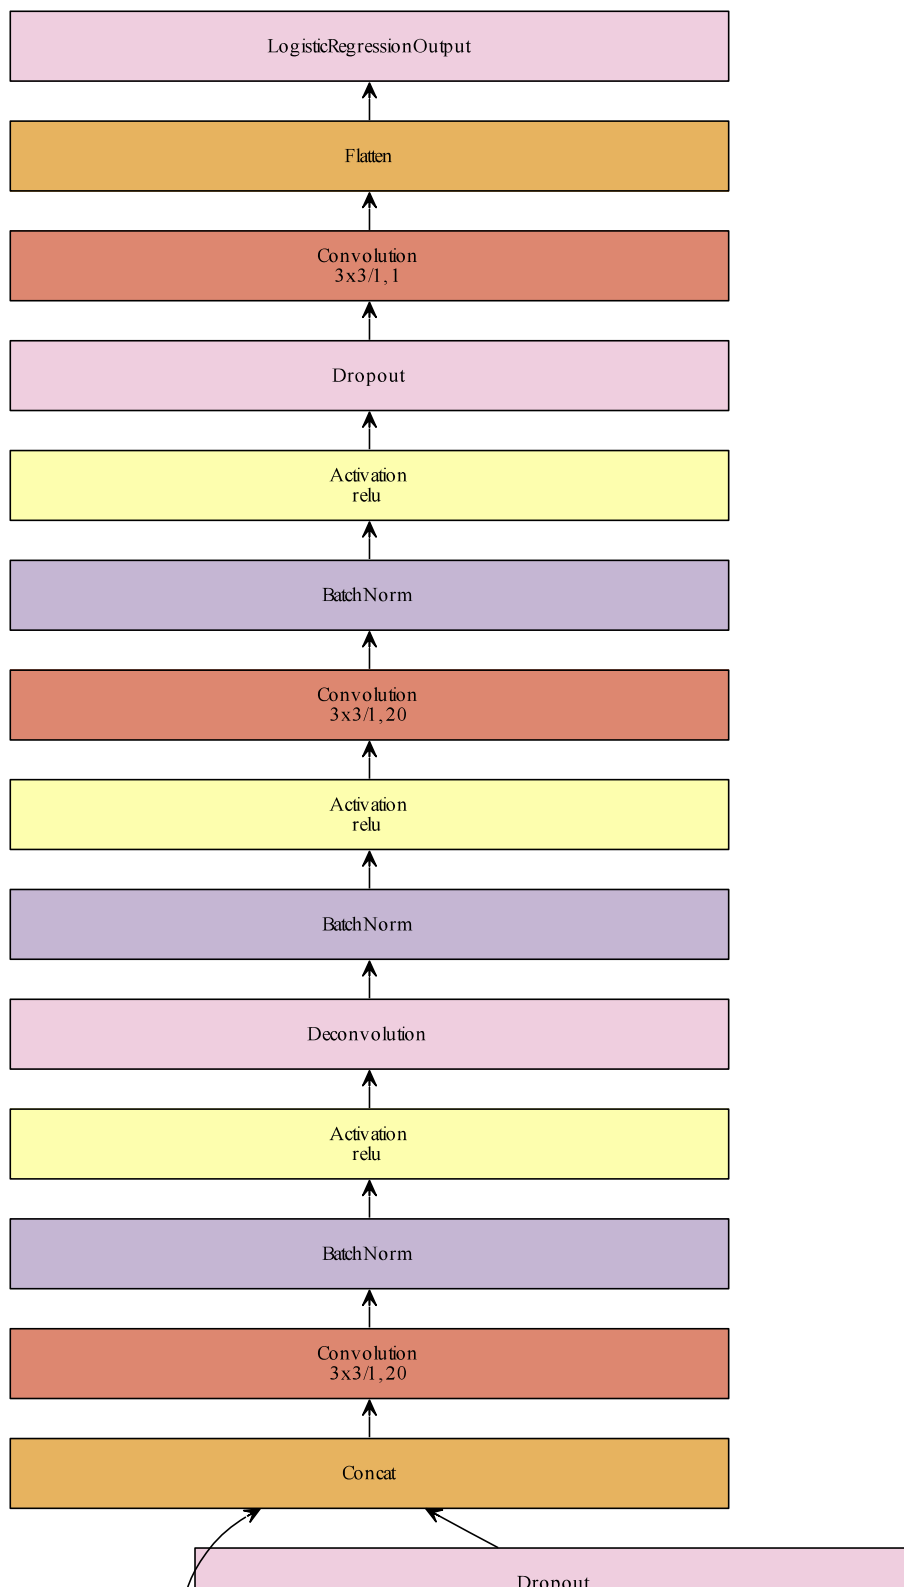 LogisticRegressionOutput
Flatten
Convolution
3x3/1, 1
Dropout
Activation
relu
BatchNorm
Convolution
3x3/1, 20
Activation
relu
BatchNorm
Deconvolution
Activation
relu
BatchNorm
Convolution
3x3/1, 20
Concat
Dropout